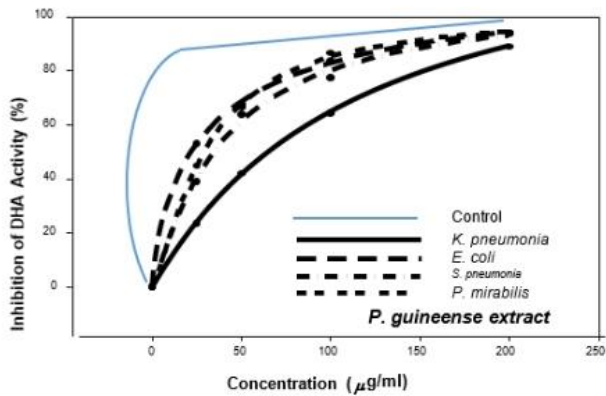 100
80
60
40
20
0
Inhibition of DHA Activity (%)
Control
K. pneumonia
E. coli
S. pneumonia
P. mirabilis
P. guineense extract
0 50 100 150 200 250
Concentration (μg/ml)